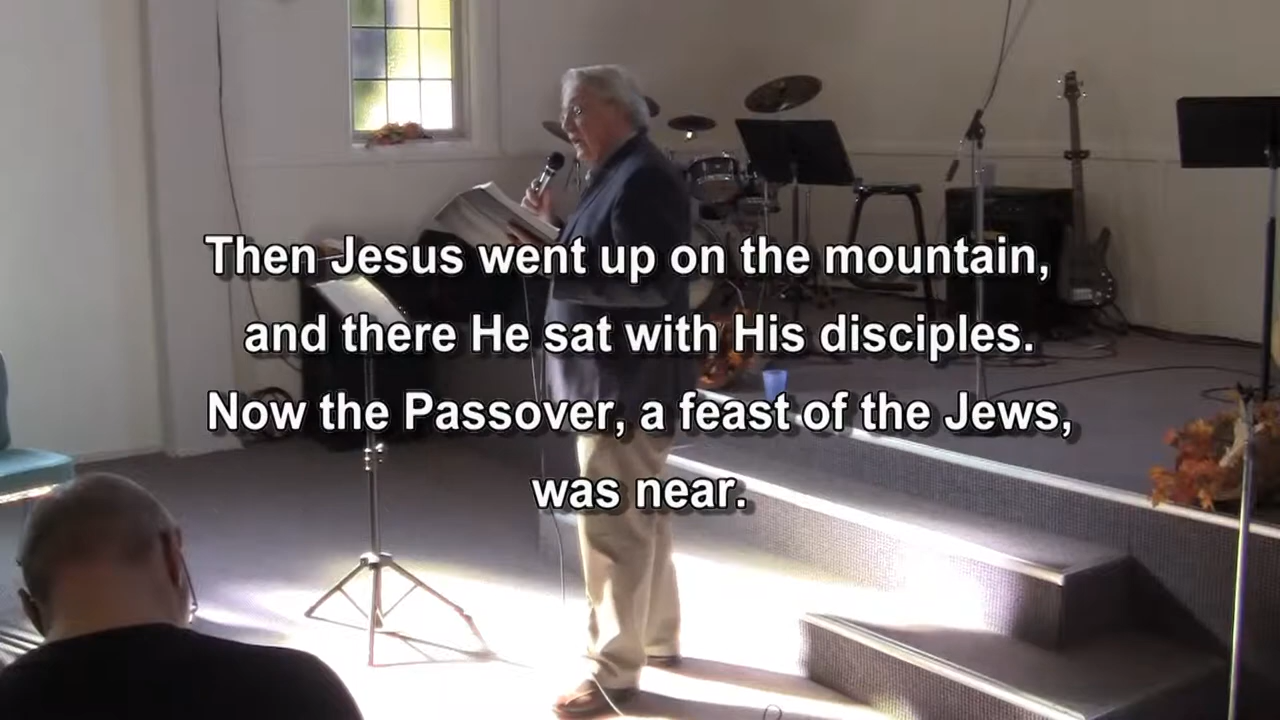 Then Jesus went up on the mountain,
and there He sat with His disciples.
Now the Passover, a feast of the Jews,
was near.